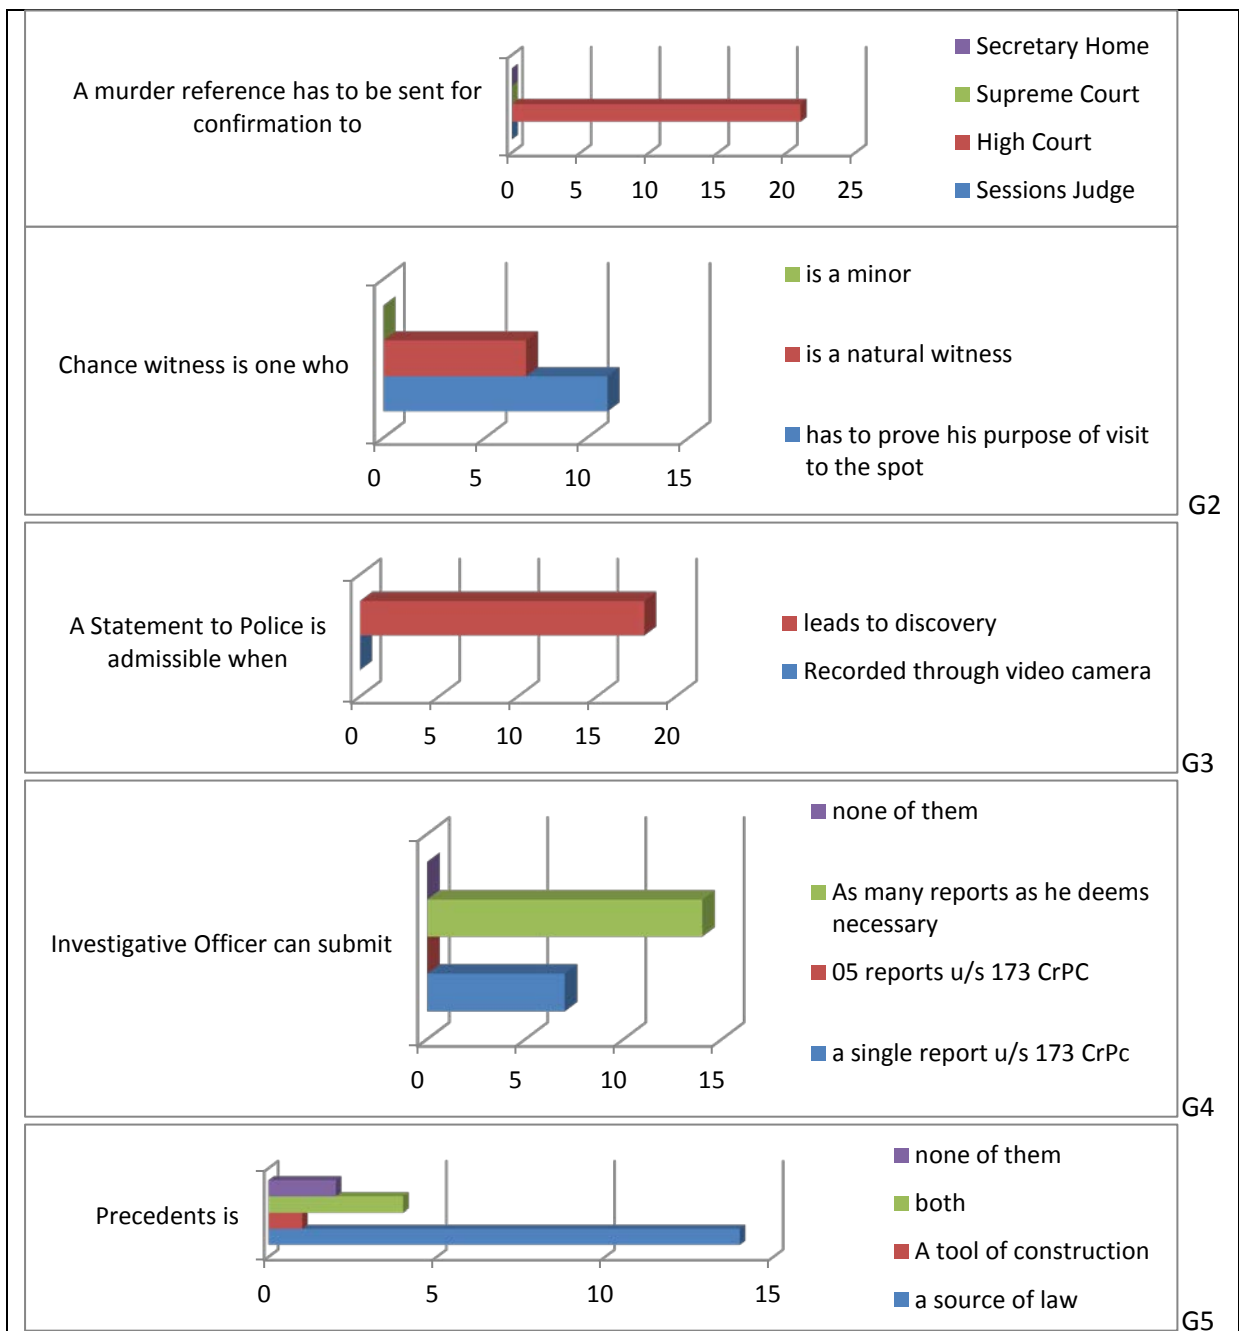 A murder reference has to be sent for
confirmation to
0 5 10 15 20 25
Secretary Home
Supreme Court
High Court
Sessions Judge
Chance witness is one who
0 5 10 15
is a minor
is a natural witness
has to prove his purpose of visit
to the spot
G2
A Statement to Police is
admissible when
0 5 10 15 20
leads to discovery
Recorded through video camera
G3
Investigative Officer can submit
0 5 10 15
none of them
As many reports as he deems
necessary
05 reports u/s 173 CrPC
a single report u/s 173 CrPc
G4
Precedents is
0 5 10 15
none of them
both
A tool of construction
a source of law
G5